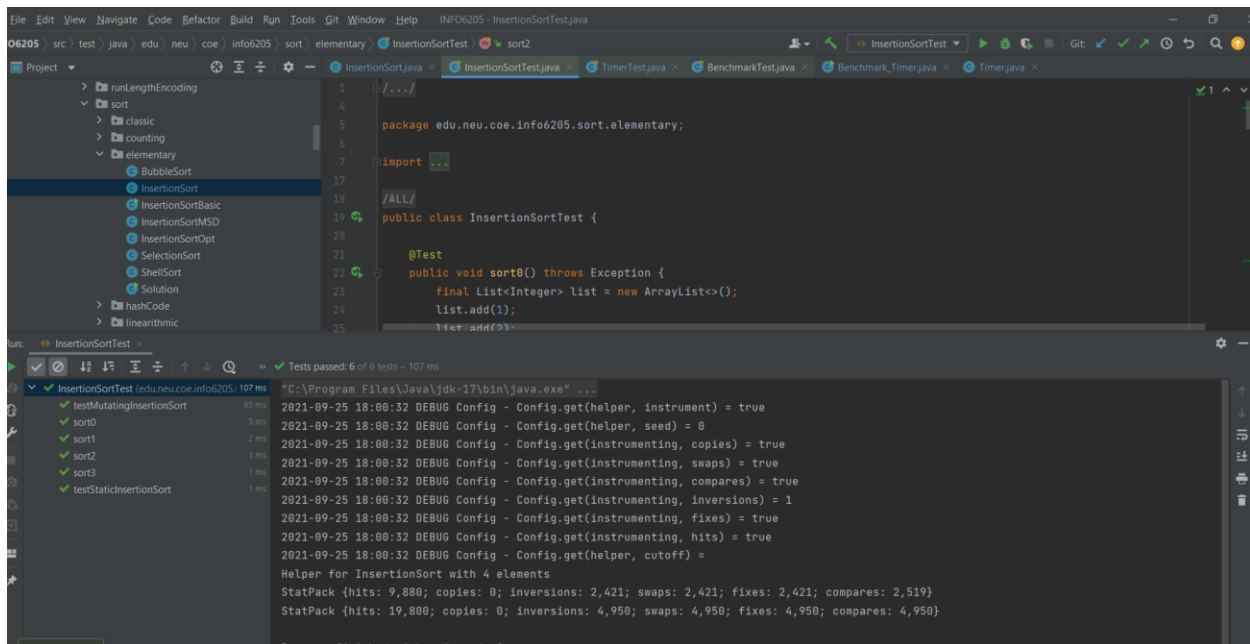 File Edit View Navigate Code Refactor Build Run Tools Git Window Help INFO6205 - InsertionSortTest.java
06205 src test java edu neu coe info6205 sort elementary InsertionSortTest sort2 InsertionSortTest Git:
Project InsertionSort.java InsertionSortTest.java TimerTest.java BenchmarkTest.java Benchmark_Timer.java Timer.java
runLengthEncoding
sort
classic
counting
elementary
BubbleSort
InsertionSort
InsertionSortBasic
InsertionSortMSD
InsertionSortOpt
SelectionSort
ShellSort
Solution
hashCode
linearithmic
1 /.../ 1
4
5 package edu.neu.coe.info6205.sort.elementary;
6
7 import ...
17
18 /ALL/
19 public class InsertionSortTest {
20
21 @Test
22 public void sort0() throws Exception {
23 final List<Integer> list = new ArrayList<>();
24 list.add(1);
25 list.add(2);
Run: InsertionSortTest
Tests passed: 6 of 6 tests – 107 ms
InsertionSortTest (edu.neu.coe.info6205. 107 ms
testMutatingInsertionSort 95 ms
sort0 5 ms
sort1 2 ms
sort2 3 ms
sort3 1 ms
testStaticInsertionSort 1 ms
"C:\Program Files\Java\jdk-17\bin\java.exe" ...
2021-09-25 18:00:32 DEBUG Config - Config.get(helper, instrument) = true
2021-09-25 18:00:32 DEBUG Config - Config.get(helper, seed) = 0
2021-09-25 18:00:32 DEBUG Config - Config.get(instrumenting, copies) = true
2021-09-25 18:00:32 DEBUG Config - Config.get(instrumenting, swaps) = true
2021-09-25 18:00:32 DEBUG Config - Config.get(instrumenting, compares) = true
2021-09-25 18:00:32 DEBUG Config - Config.get(instrumenting, inversions) = 1
2021-09-25 18:00:32 DEBUG Config - Config.get(instrumenting, fixes) = true
2021-09-25 18:00:32 DEBUG Config - Config.get(instrumenting, hits) = true
2021-09-25 18:00:32 DEBUG Config - Config.get(helper, cutoff) =
Helper for InsertionSort with 4 elements
StatPack {hits: 9,880; copies: 0; inversions: 2,421; swaps: 2,421; fixes: 2,421; compares: 2,519}
StatPack {hits: 19,800; copies: 0; inversions: 4,950; swaps: 4,950; fixes: 4,950; compares: 4,950}